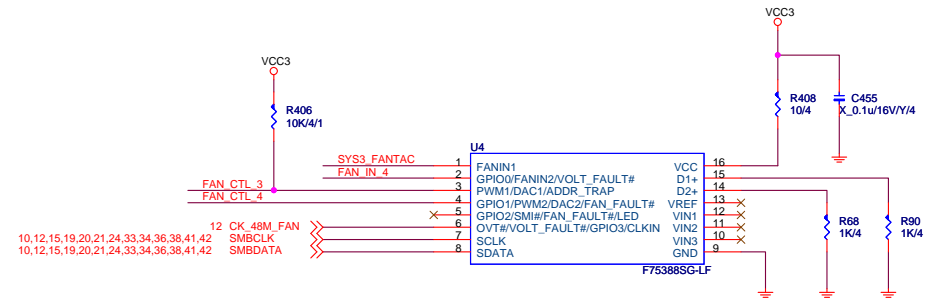 VCC3
VCC3
R406
10K/4/1
R408
10/4
C455
X_0.1u/16V/Y/4
U4
SYS3_FANTAC 1 FANIN1 VCC 16
FAN_IN_4 2 GPIO0/FANIN2/VOLT_FAULT# D1+ 15
FAN_CTL_3 3 PWM1/DAC1/ADDR_TRAP D2+ 14
FAN_CTL_4 4 GPIO1/PWM2/DAC2/FAN_FAULT# VREF 13
5 GPIO2/SMI#/FAN_FAULT#/LED VIN1 12
12 CK_48M_FAN 6 OVT#/VOLT_FAULT#/GPIO3/CLKIN VIN2 11
10,12,15,19,20,21,24,33,34,36,38,41,42 SMBCLK 7 SCLK VIN3 10
10,12,15,19,20,21,24,33,34,36,38,41,42 SMBDATA 8 SDATA GND 9
R68
1K/4
R90
1K/4
F75388SG-LF